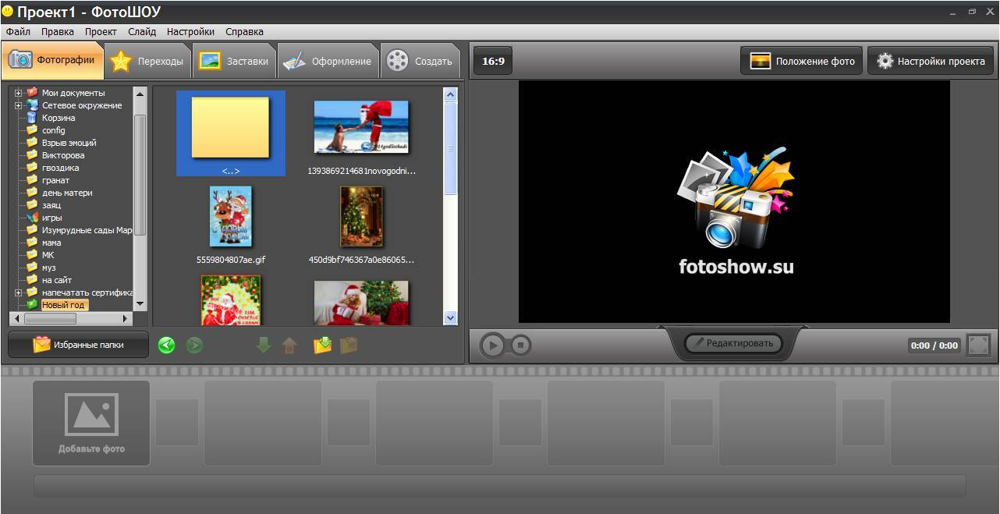 Проект1 - ФотоШОУ
Файл Правка Проект Слайд Настройки Справка
Фотографии Переходы Заставки Оформление Создать
16:9 Положение фото Настройки проекта
Мои документы
Сетевое окружение
Корзина
config
Взрыв эмоций
Викторова
гвоздика
гранат
день матери
заяц
игры
Изумрудные сады Мар
мама
МК
муз
на сайт
напечатать сертифика
Новый год
<..>
1393869214681novogodni...
5559804807ae.gif
450d9bf746367a0e86065...
fotoshow.su
Избранные папки
Редактировать
0:00 / 0:00
Добавьте фото